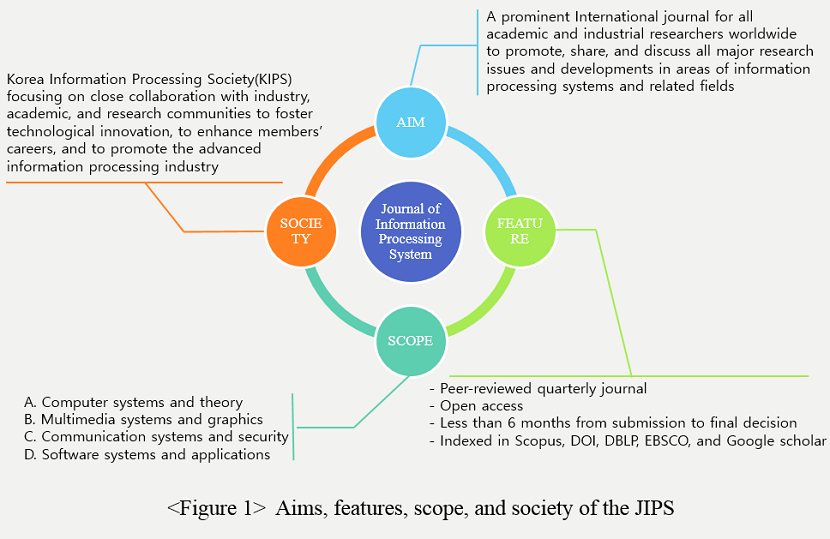 A prominent International journal for all
academic and industrial researchers worldwide
to promote, share, and discuss all major research
issues and developments in areas of information
processing systems and related fields
Korea Information Processing Society(KIPS)
focusing on close collaboration with industry,
academic, and research communities to foster
technological innovation, to enhance members’
careers, and to promote the advanced
information processing industry
AIM
SOCIE
TY
Journal of
Information
Processing
System
FEATU
RE
SCOPE
A. Computer systems and theory
B. Multimedia systems and graphics
C. Communication systems and security
D. Software systems and applications
- Peer-reviewed quarterly journal
- Open access
- Less than 6 months from submission to final decision
- Indexed in Scopus, DOI, DBLP, EBSCO, and Google scholar
<Figure 1> Aims, features, scope, and society of the JIPS